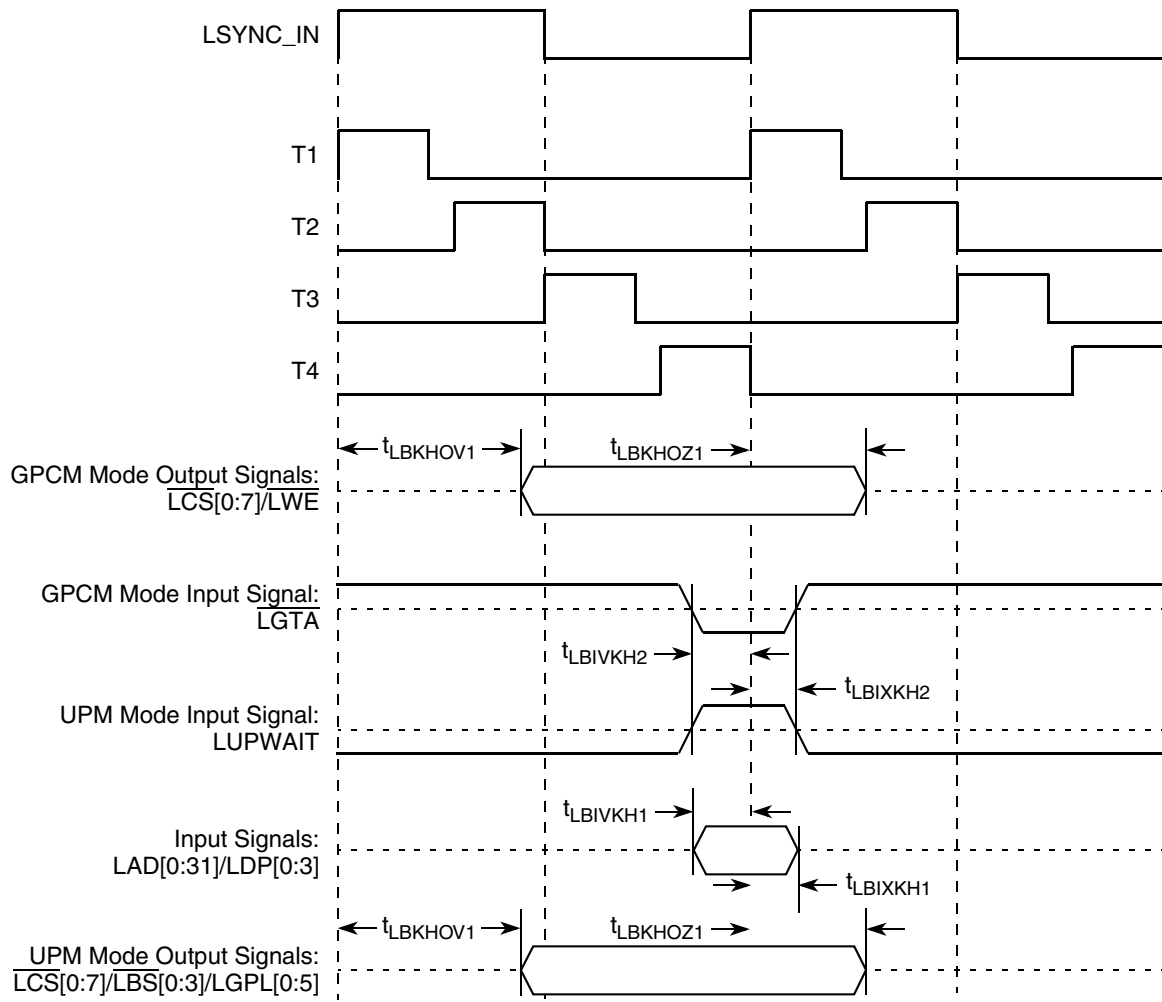 LSYNC_IN
T1
T2
T3
T4
tLBKHOV1
tLBKHOZ1
GPCM Mode Output Signals:
LCS[0:7]/LWE
GPCM Mode Input Signal:
LGTA
tLBIVKH2
tLBIXKH2
UPM Mode Input Signal:
LUPWAIT
tLBIVKH1
Input Signals:
LAD[0:31]/LDP[0:3]
tLBIXKH1
tLBKHOV1
tLBKHOZ1
UPM Mode Output Signals:
LCS[0:7]/LBS[0:3]/LGPL[0:5]